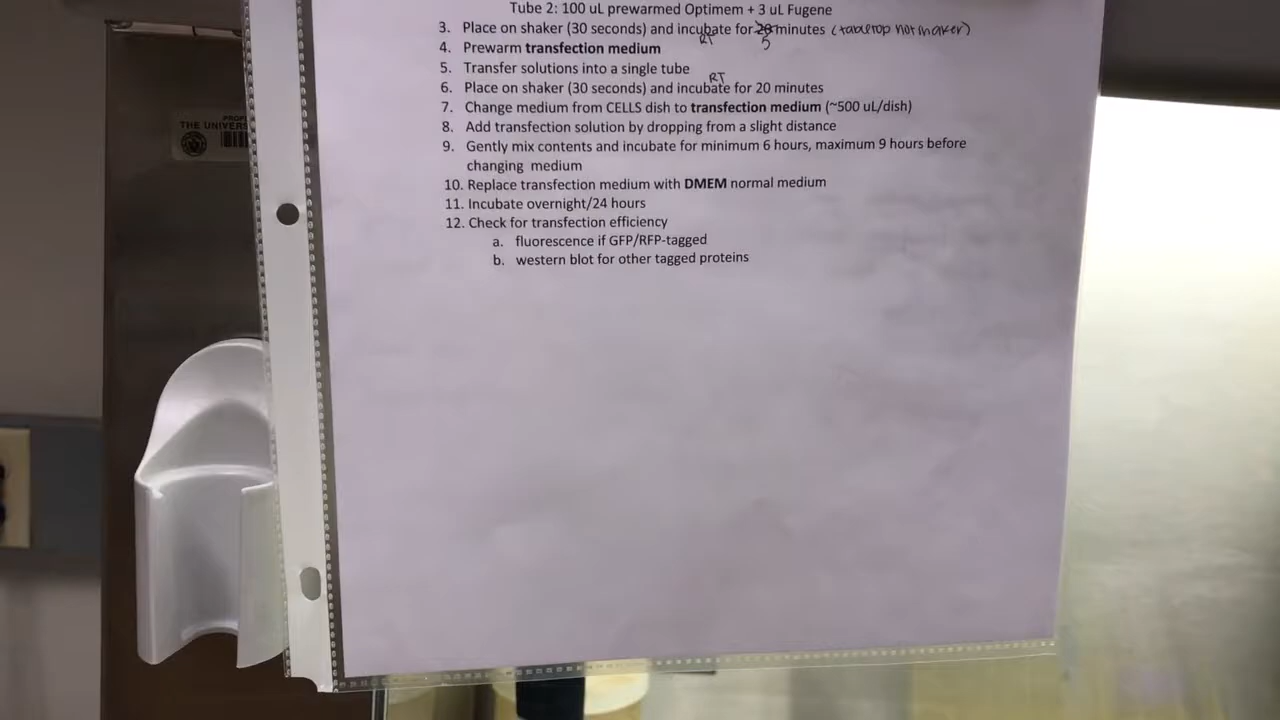 Tube 2: 100 uL prewarmed Optimem + 3 uL Fugene
3. Place on shaker (30 seconds) and incubate for 20 minutes (tabletop not shaker)
RT
5
4. Prewarm transfection medium
5. Transfer solutions into a single tube
RT
6. Place on shaker (30 seconds) and incubate for 20 minutes
7. Change medium from CELLS dish to transfection medium (~500 uL/dish)
8. Add transfection solution by dropping from a slight distance
9. Gently mix contents and incubate for minimum 6 hours, maximum 9 hours before
changing medium
10. Replace transfection medium with DMEM normal medium
11. Incubate overnight/24 hours
12. Check for transfection efficiency
a. fluorescence if GFP/RFP-tagged
b. western blot for other tagged proteins
THE